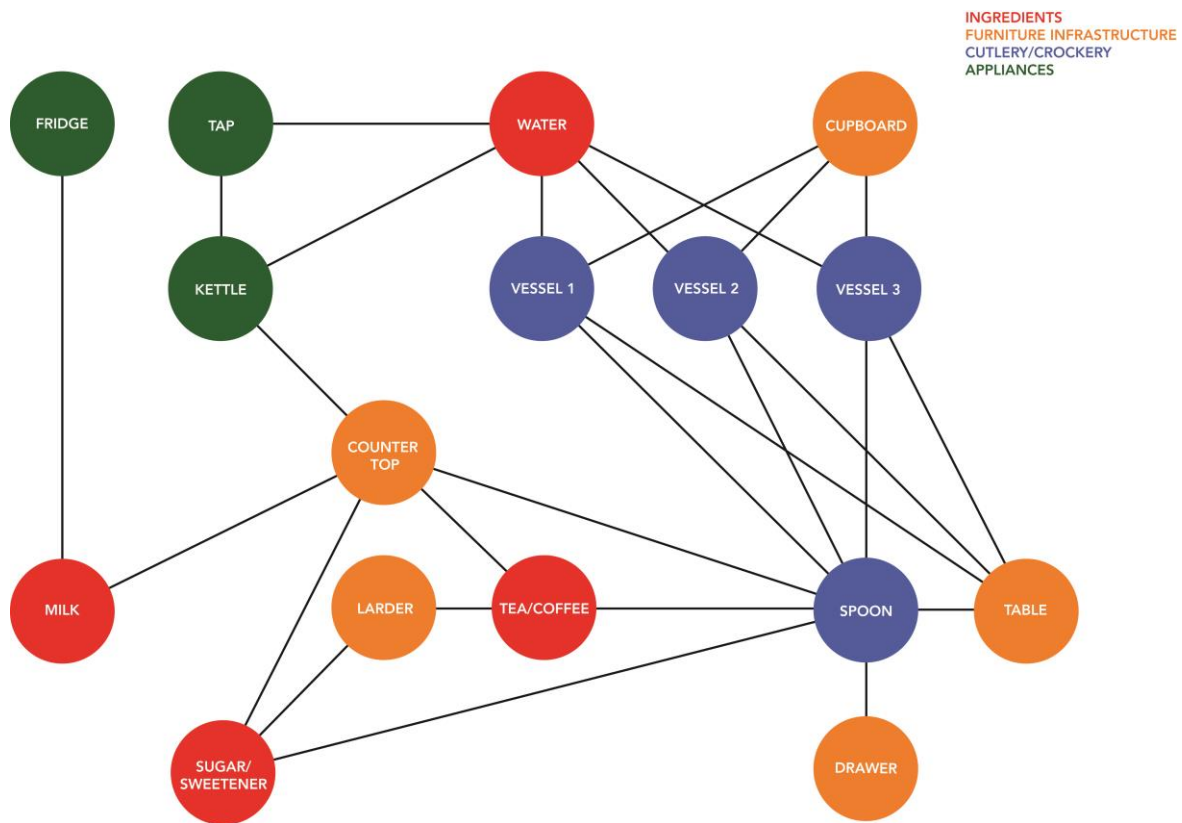 INGREDIENTS
FURNITURE INFRASTRUCTURE
CUTLERY/CROCKERY
APPLIANCES
FRIDGE
TAP
WATER
CUPBOARD
KETTLE
VESSEL 1
VESSEL 2
VESSEL 3
COUNTER
TOP
MILK
LARDER
TEA/COFFEE
SPOON
TABLE
SUGAR/
SWEETENER
DRAWER